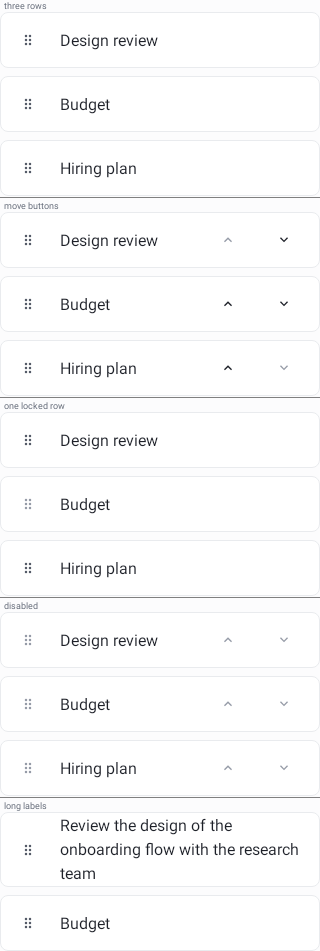 three rows
Design review
Budget
Hiring plan
move buttons
Design review
Budget
Hiring plan
one locked row
Design review
Budget
Hiring plan
disabled
Design review
Budget
Hiring plan
long labels
Review the design of the
onboarding flow with the research
team
Budget